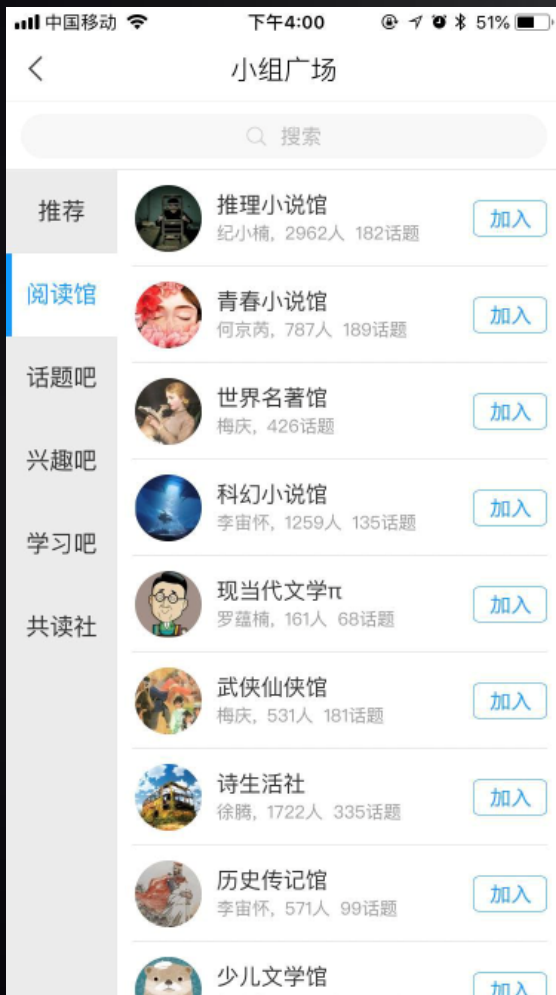 中国移动 下午4:00 51%
小组广场
搜索
推荐
阅读馆
话题吧
兴趣吧
学习吧
共读社
推理小说馆
纪小楠, 2962人 182话题
加入
青春小说馆
何京芮, 787人 189话题
加入
世界名著馆
梅庆, 426话题
加入
科幻小说馆
李宙怀, 1259人 135话题
加入
现当代文学π
罗蕴楠, 161人 68话题
加入
武侠仙侠馆
梅庆, 531人 181话题
加入
诗生活社
徐腾, 1722人 335话题
加入
历史传记馆
李宙怀, 571人 99话题
加入
少儿文学馆
加入